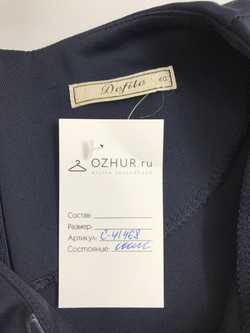 Defile 40
OZHUR.ru
online secondhand
Состав:
Размер:
Артикул: С-41468
Состояние: